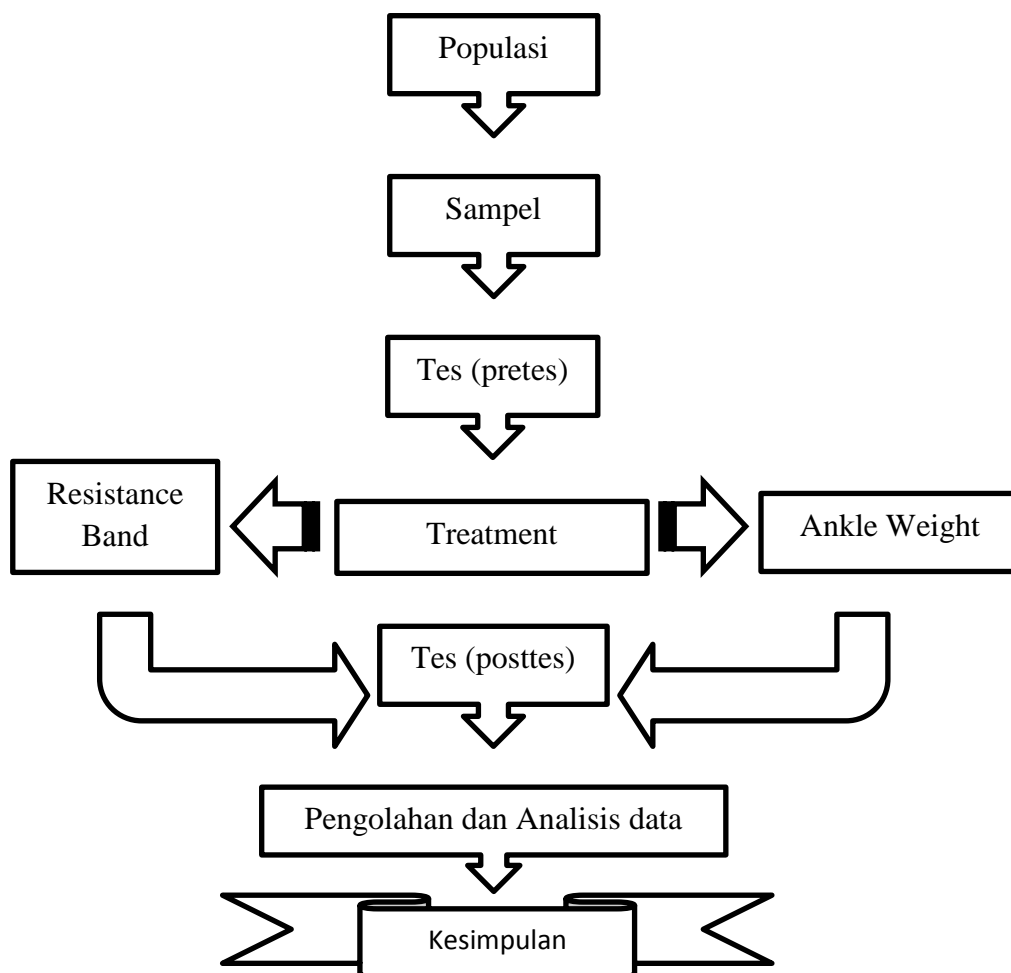 Populasi
Sampel
Tes (pretes)
Resistance
Band
Treatment
Ankle Weight
Tes (posttes)
Pengolahan dan Analisis data
Kesimpulan